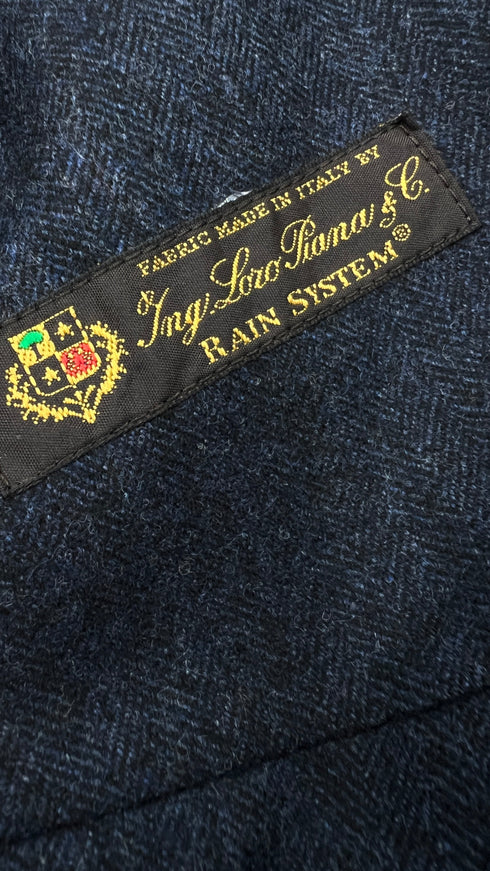 FABRIC MADE IN ITALY BY
Ing. Loro Piana & C.
RAIN SYSTEM®